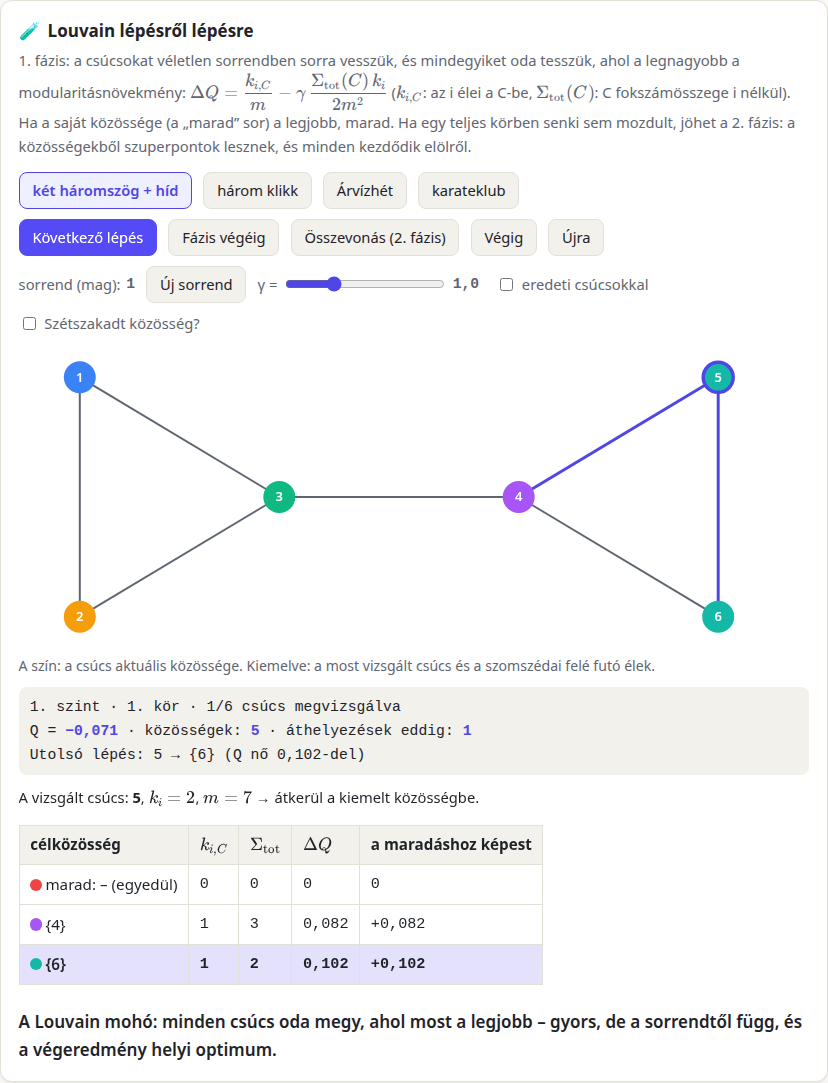 🧪 Louvain lépésről lépésre
1. fázis: a csúcsokat véletlen sorrendben sorra vesszük, és mindegyiket oda tesszük, ahol a legnagyobb a
modularitásnövekmény: ΔQ = k_{i,C}/m − γ Σ_tot(C) k_i / 2m² (k_{i,C}: az i élei a C-be, Σ_tot(C): C fokszámösszege i nélkül).
Ha a saját közössége (a „marad” sor) a legjobb, marad. Ha egy teljes körben senki sem mozdult, jöhet a 2. fázis: a
közösségekből szuperpontok lesznek, és minden kezdődik elölről.
két háromszög + híd három klikk Árvízhét karateklub
Következő lépés Fázis végéig Összevonás (2. fázis) Végig Újra
sorrend (mag): 1 Új sorrend γ = 1,0 eredeti csúcsokkal
Szétszakadt közösség?
1 5
3 4
2 6
A szín: a csúcs aktuális közössége. Kiemelve: a most vizsgált csúcs és a szomszédai felé futó élek.
1. szint · 1. kör · 1/6 csúcs megvizsgálva
Q = −0,071 · közösségek: 5 · áthelyezések eddig: 1
Utolsó lépés: 5 → {6} (Q nő 0,102-del)
A vizsgált csúcs: 5, k_i = 2, m = 7 → átkerül a kiemelt közösségbe.
célközösség k_{i,C} Σ_tot ΔQ a maradáshoz képest
marad: – (egyedül) 0 0 0 0
{4} 1 3 0,082 +0,082
{6} 1 2 0,102 +0,102
A Louvain mohó: minden csúcs oda megy, ahol most a legjobb – gyors, de a sorrendtől függ, és
a végeredmény helyi optimum.